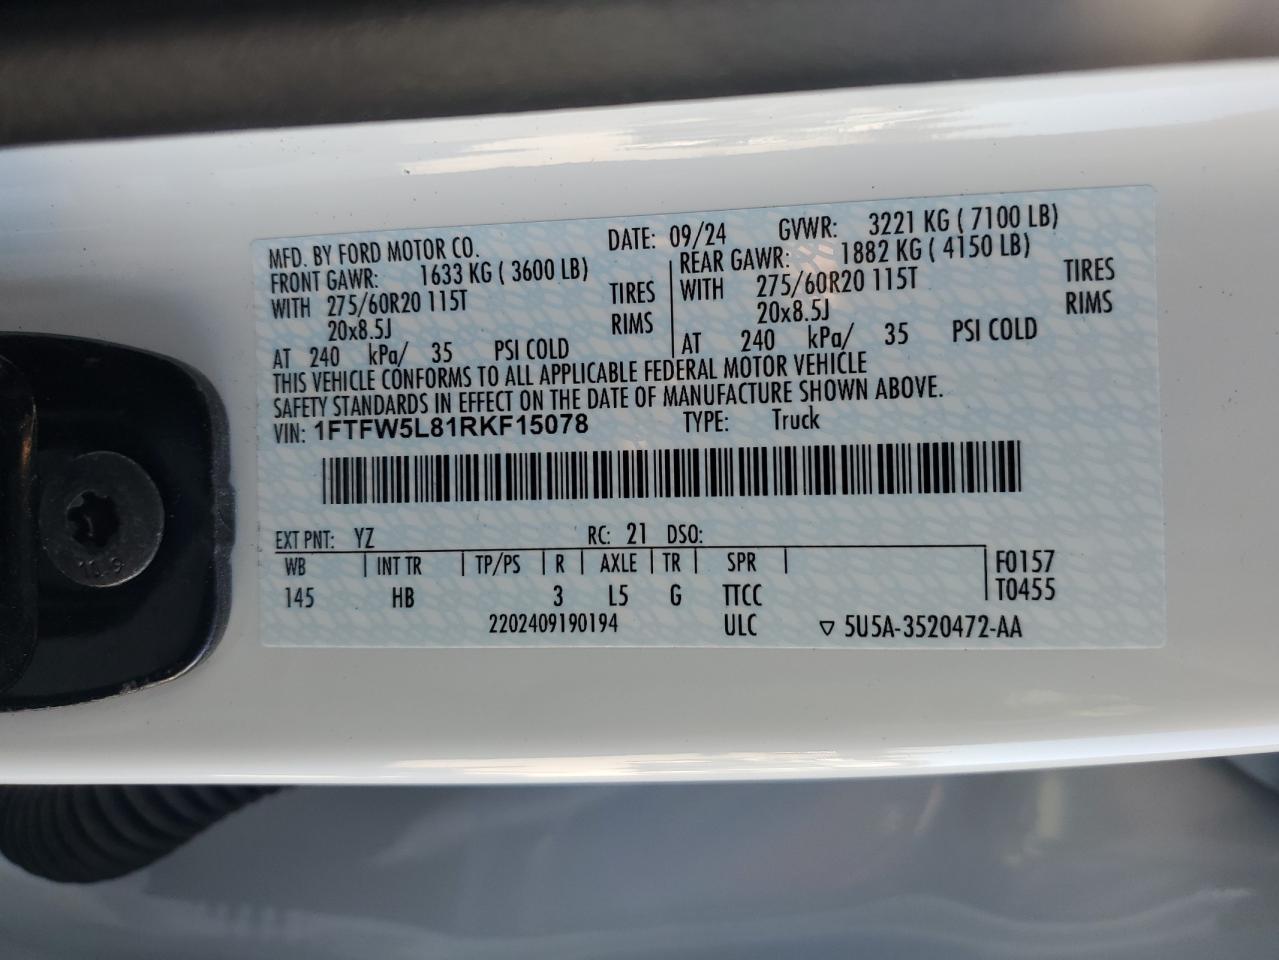 MFD. BY FORD MOTOR CO. DATE: 09/24 GVWR: 3221 KG ( 7100 LB)
FRONT GAWR: 1633 KG ( 3600 LB) REAR GAWR: 1882 KG ( 4150 LB)
WITH 275/60R20 115T TIRES WITH 275/60R20 115T TIRES
20x8.5J RIMS 20x8.5J RIMS
AT 240 kPa/ 35 PSI COLD AT 240 kPa/ 35 PSI COLD
THIS VEHICLE CONFORMS TO ALL APPLICABLE FEDERAL MOTOR VEHICLE
SAFETY STANDARDS IN EFFECT ON THE DATE OF MANUFACTURE SHOWN ABOVE.
VIN: 1FTFW5L81RKF15078 TYPE: Truck
EXT PNT: YZ RC: 21 DSO:
WB INT TR TP/PS R AXLE TR SPR F0157
145 HB 3 L5 G TTCC T0455
2202409190194 ULC ▽ 5U5A-3520472-AA
10.9